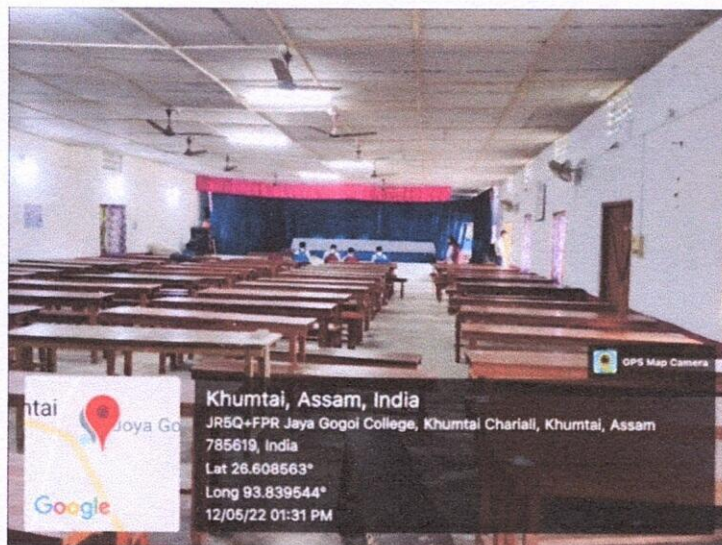 GPS Map Camera
ntai
Joya Go
Google
Khumtai, Assam, India
JR5Q+FPR Jaya Gogoi College, Khumtai Chariali, Khumtai, Assam
785619, India
Lat 26.608563°
Long 93.839544°
12/05/22 01:31 PM